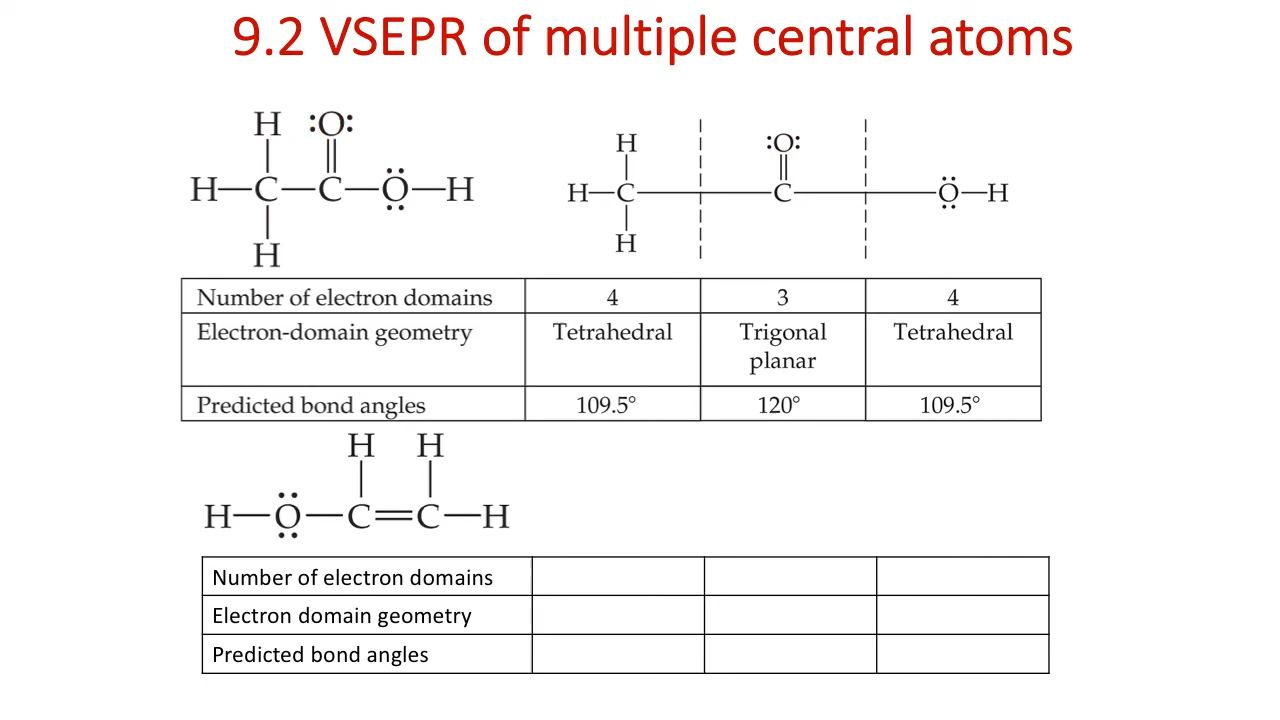 9.2 VSEPR of multiple central atoms
H :O:
H—C—C—O—H
H
H
:O:
H—C—C—O—H
H
Number of electron domains 4 3 4
Electron-domain geometry Tetrahedral Trigonal planar Tetrahedral
Predicted bond angles 109.5° 120° 109.5°
H H
H—O—C=C—H
Number of electron domains
Electron domain geometry
Predicted bond angles